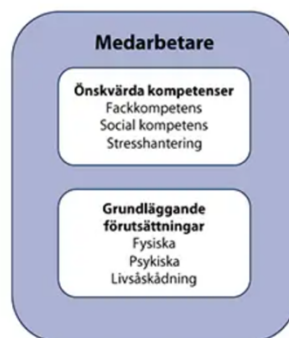 Medarbetare
Önskvärda kompetenser
Fackkompetens
Social kompetens
Stresshantering
Grundläggande
förutsättningar
Fysiska
Psykiska
Livsåskådning